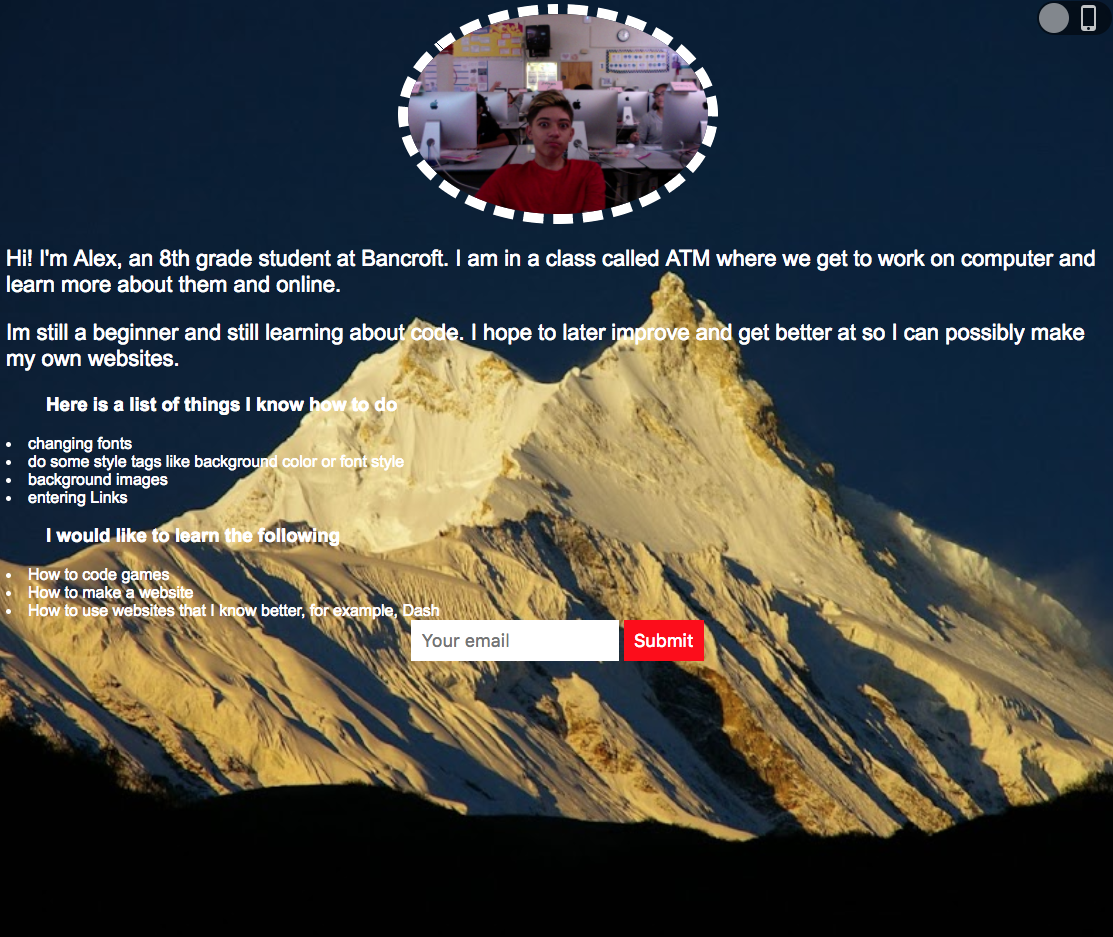 Hi! I'm Alex, an 8th grade student at Bancroft. I am in a class called ATM where we get to work on computer and
learn more about them and online.
Im still a beginner and still learning about code. I hope to later improve and get better at so I can possibly make
my own websites.
Here is a list of things I know how to do
• changing fonts
• do some style tags like background color or font style
• background images
• entering Links
I would like to learn the following
• How to code games
• How to make a website
• How to use websites that I know better, for example, Dash
Your email Submit